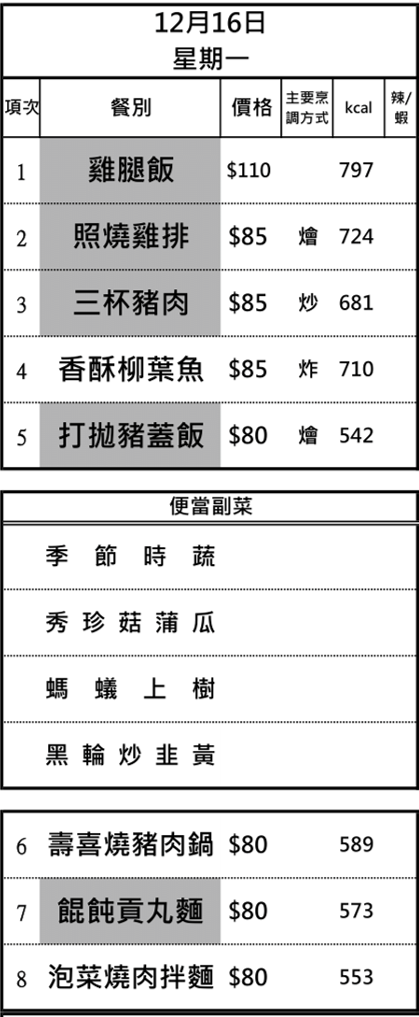 12月16日
星期一
項次 餐別 價格 主要烹調方式 kcal 辣/蝦
1 雞腿飯 $110 797
2 照燒雞排 $85 燴 724
3 三杯豬肉 $85 炒 681
4 香酥柳葉魚 $85 炸 710
5 打拋豬蓋飯 $80 燴 542
便當副菜
季節時蔬
秀珍菇蒲瓜
螞蟻上樹
黑輪炒韭黃
6 壽喜燒豬肉鍋 $80 589
7 餛飩貢丸麵 $80 573
8 泡菜燒肉拌麵 $80 553